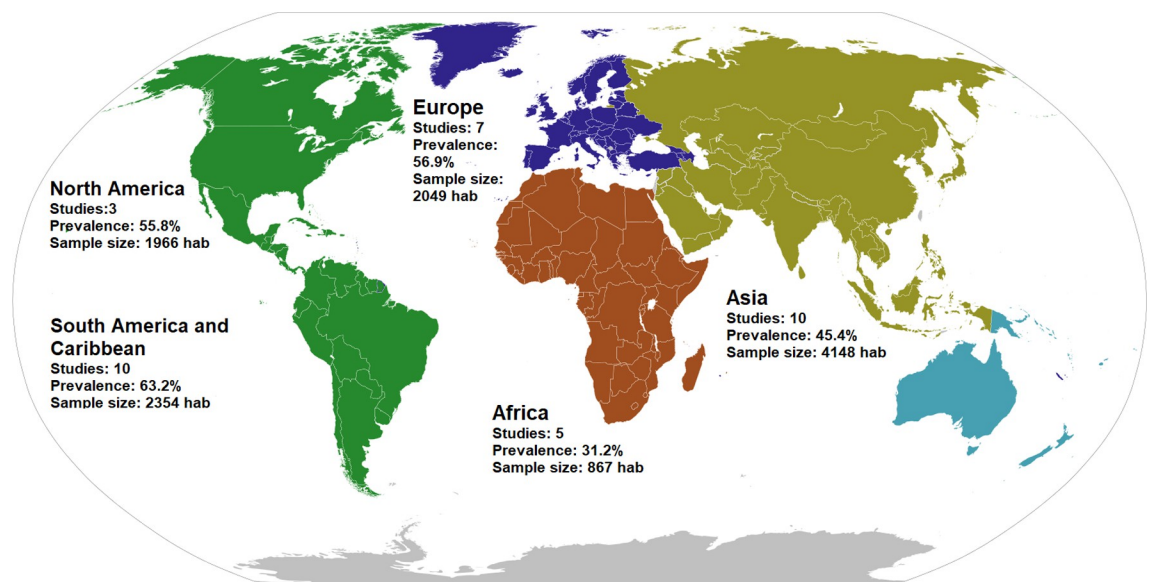 Europe
Studies: 7
Prevalence:
56.9%
Sample size:
2049 hab
North America
Studies:3
Prevalence: 55.8%
Sample size: 1966 hab
South America and
Caribbean
Studies: 10
Prevalence: 63.2%
Sample size: 2354 hab
Asia
Studies: 10
Prevalence: 45.4%
Sample size: 4148 hab
Africa
Studies: 5
Prevalence: 31.2%
Sample size: 867 hab